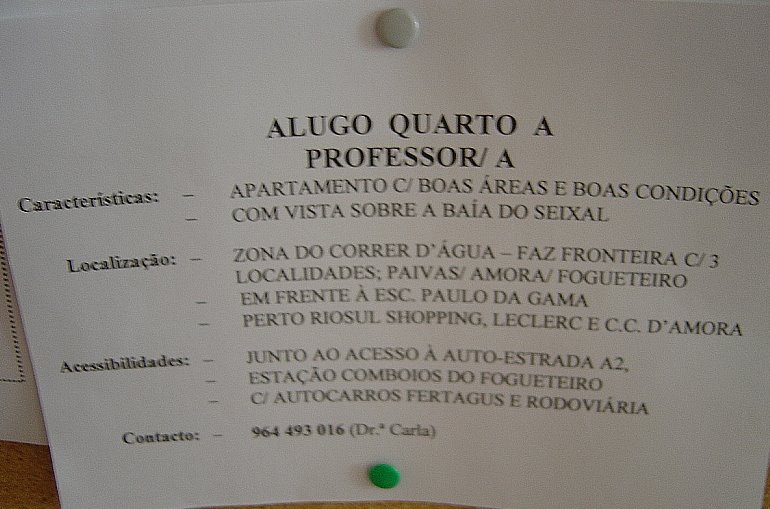 ALUGO QUARTO A
PROFESSOR/ A
Características: – APARTAMENTO C/ BOAS ÁREAS E BOAS CONDIÇÕES
– COM VISTA SOBRE A BAÍA DO SEIXAL
Localização: – ZONA DO CORRER D'ÁGUA – FAZ FRONTEIRA C/ 3
LOCALIDADES; PAIVAS/ AMORA/ FOGUETEIRO
– EM FRENTE À ESC. PAULO DA GAMA
– PERTO RIOSUL SHOPPING, LECLERC E C.C. D'AMORA
Acessibilidades: – JUNTO AO ACESSO À AUTO-ESTRADA A2,
– ESTAÇÃO COMBOIOS DO FOGUETEIRO
– C/ AUTOCARROS FERTAGUS E RODOVIÁRIA
Contacto: – 964 493 016 (Dr.ª Carla)